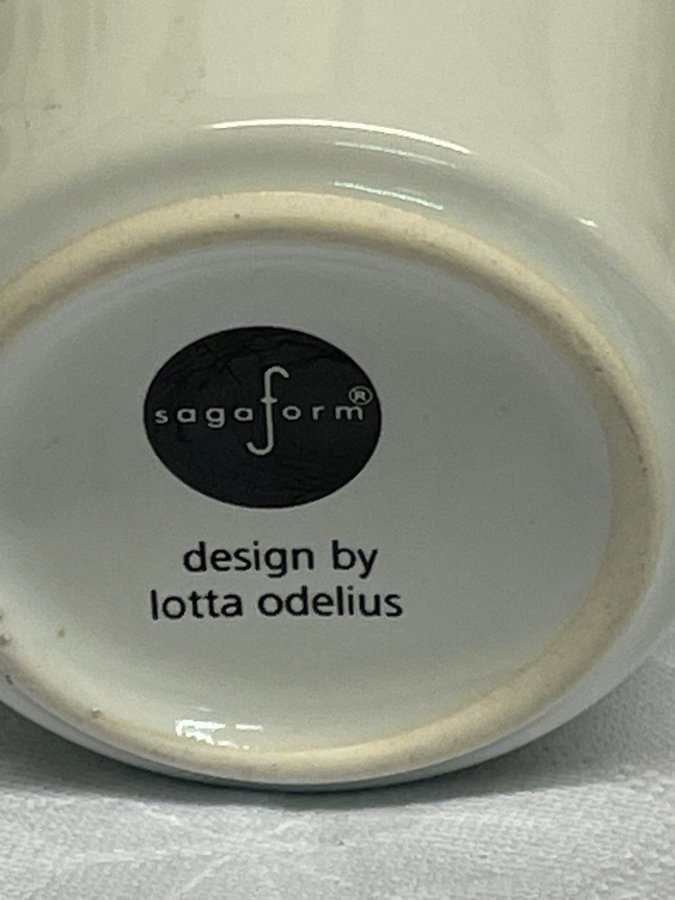 sagaform®
design by
lotta odelius